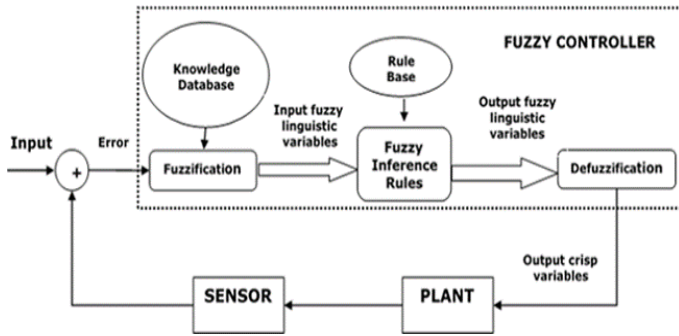 FUZZY CONTROLLER
Knowledge
Database
Rule
Base
Input fuzzy
linguistic
variables
Output fuzzy
linguistic
variables
Input
Error
+
Fuzzification
Fuzzy
Inference
Rules
Defuzzification
Output crisp
variables
SENSOR
PLANT